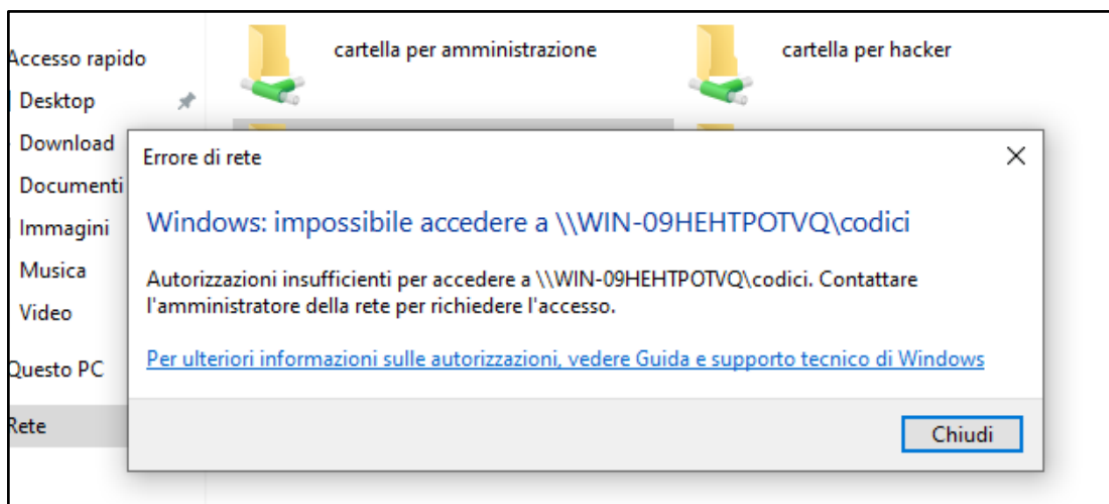 cartella per amministrazione
cartella per hacker
Accesso rapido
Desktop
Download
Documenti
Immagini
Musica
Video
Questo PC
Rete
Errore di rete
Windows: impossibile accedere a \\WIN-09HEHTPOTVQ\codici
Autorizzazioni insufficienti per accedere a \\WIN-09HEHTPOTVQ\codici. Contattare
l'amministratore della rete per richiedere l'accesso.
Per ulteriori informazioni sulle autorizzazioni, vedere Guida e supporto tecnico di Windows
Chiudi